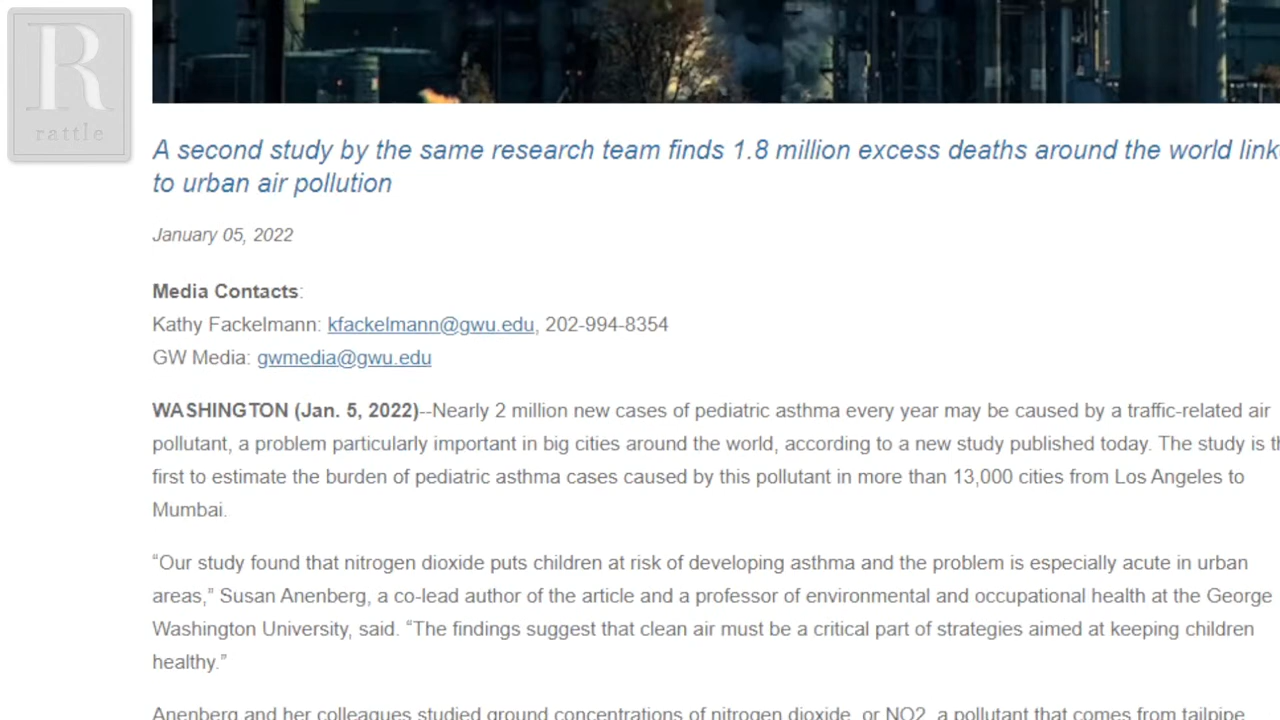 R
rattle
A second study by the same research team finds 1.8 million excess deaths around the world
to urban air pollution
January 05, 2022
Media Contacts:
Kathy Fackelmann: kfackelmann@gwu.edu, 202-994-8354
GW Media: gwmedia@gwu.edu
WASHINGTON (Jan. 5, 2022)--Nearly 2 million new cases of pediatric asthma every year may be caused by a traffic-related air
pollutant, a problem particularly important in big cities around the world, according to a new study published today. The study is
first to estimate the burden of pediatric asthma cases caused by this pollutant in more than 13,000 cities from Los Angeles to
Mumbai.
“Our study found that nitrogen dioxide puts children at risk of developing asthma and the problem is especially acute in urban
areas,” Susan Anenberg, a co-lead author of the article and a professor of environmental and occupational health at the George
Washington University, said. “The findings suggest that clean air must be a critical part of strategies aimed at keeping children
healthy.”
Anenberg and her colleagues studied ground concentrations of nitrogen dioxide, or NO2, a pollutant that comes from tailpipe